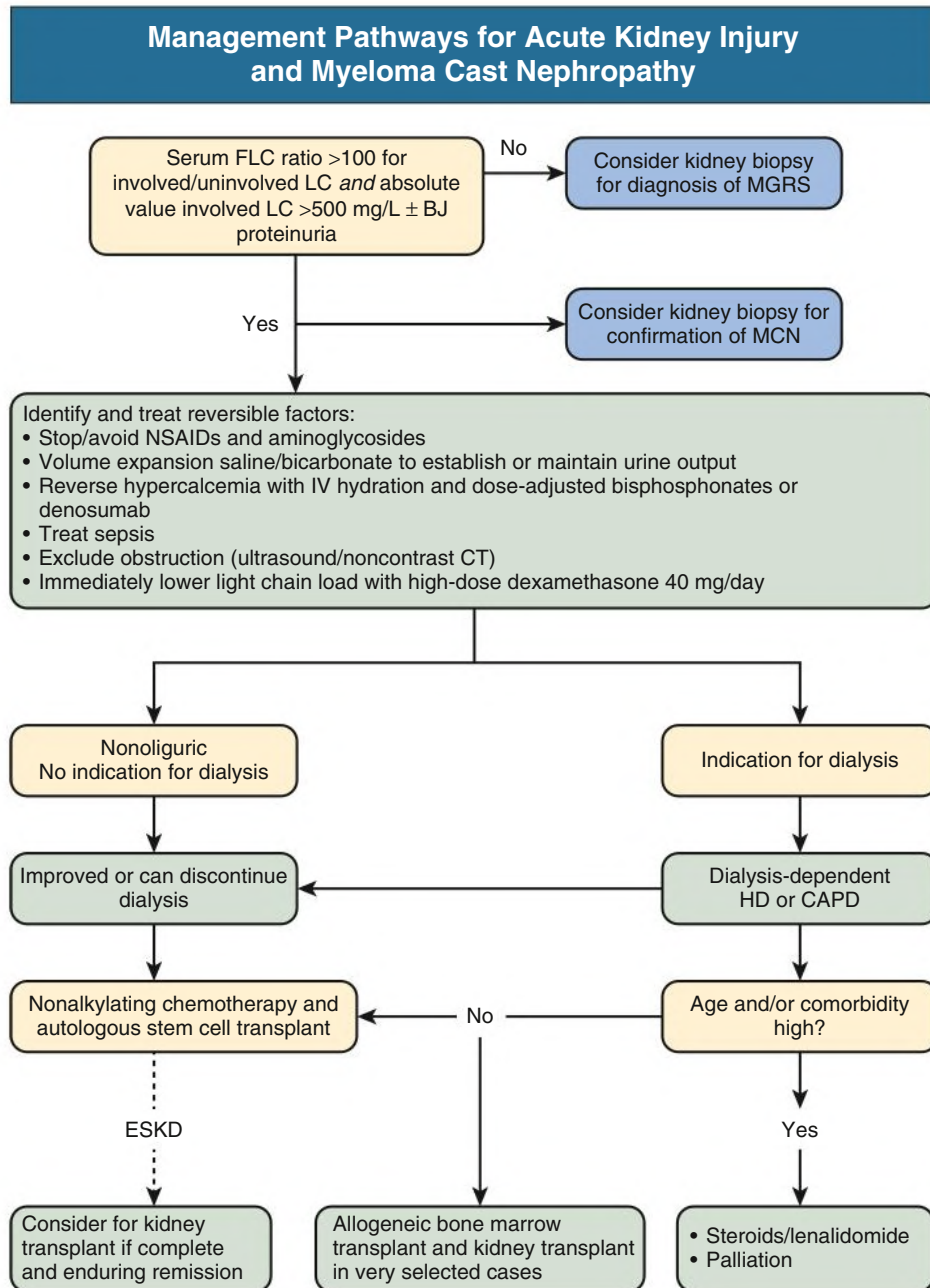 Management Pathways for Acute Kidney Injury
and Myeloma Cast Nephropathy
Serum FLC ratio >100 for
involved/uninvolved LC and absolute
value involved LC >500 mg/L ± BJ
proteinuria
No
Consider kidney biopsy
for diagnosis of MGRS
Yes
Consider kidney biopsy for
confirmation of MCN
Identify and treat reversible factors:
• Stop/avoid NSAIDs and aminoglycosides
• Volume expansion saline/bicarbonate to establish or maintain urine output
• Reverse hypercalcemia with IV hydration and dose-adjusted bisphosphonates or
denosumab
• Treat sepsis
• Exclude obstruction (ultrasound/noncontrast CT)
• Immediately lower light chain load with high-dose dexamethasone 40 mg/day
Nonoliguric
No indication for dialysis
Indication for dialysis
Improved or can discontinue
dialysis
Dialysis-dependent
HD or CAPD
Nonalkylating chemotherapy and
autologous stem cell transplant
No
Age and/or comorbidity
high?
ESKD
Yes
Consider for kidney
transplant if complete
and enduring remission
Allogeneic bone marrow
transplant and kidney transplant
in very selected cases
• Steroids/lenalidomide
• Palliation